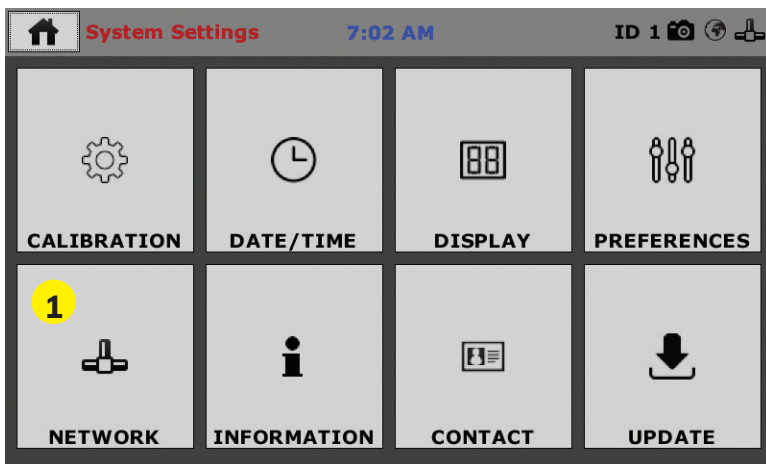 System Settings 7:02 AM ID 1
CALIBRATION DATE/TIME DISPLAY PREFERENCES
1
NETWORK INFORMATION CONTACT UPDATE